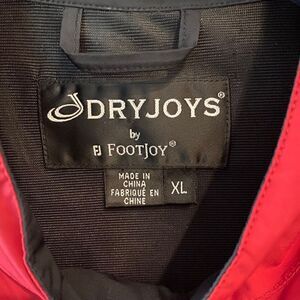 DRYJOYS®
by
FJ FOOTJOY®
MADE IN
CHINA
FABRIQUÉ EN
CHINE
XL